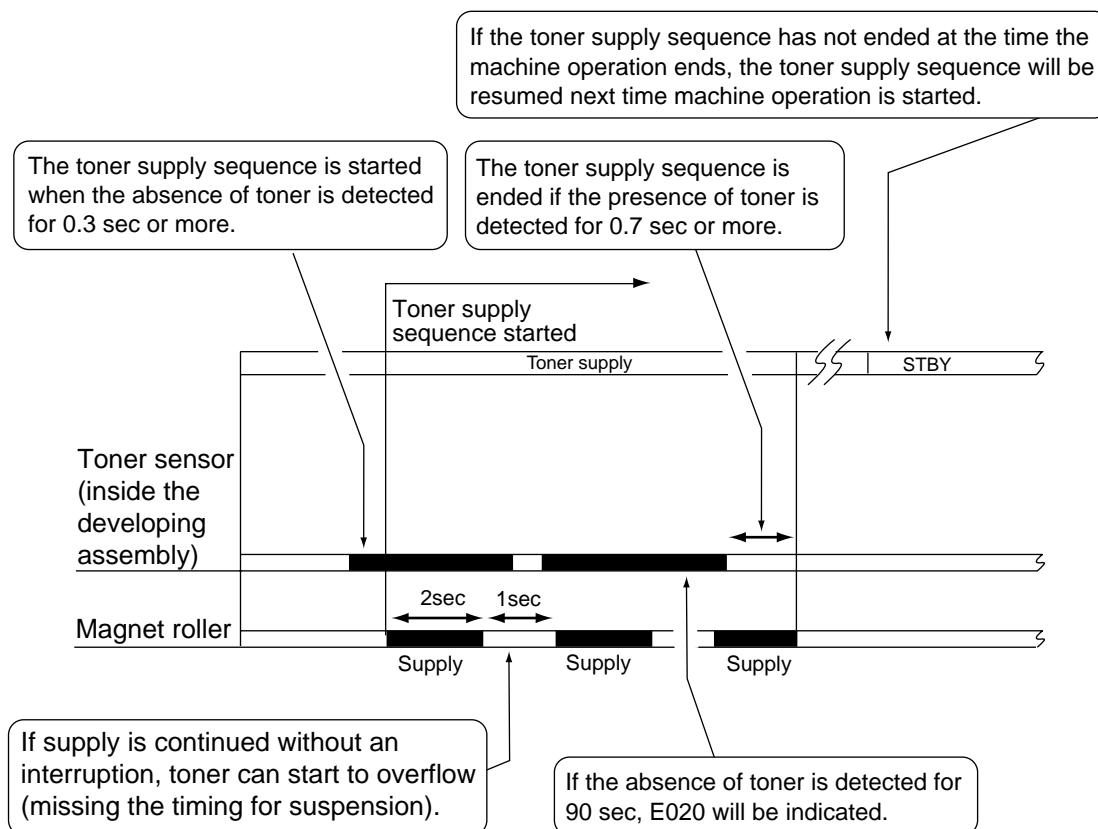 If the toner supply sequence has not ended at the time the
machine operation ends, the toner supply sequence will be
resumed next time machine operation is started.
The toner supply sequence is started
when the absence of toner is detected
for 0.3 sec or more.
The toner supply sequence is
ended if the presence of toner is
detected for 0.7 sec or more.
Toner supply
sequence started
Toner supply
STBY
Toner sensor
(inside the
developing
assembly)
2sec
1sec
Magnet roller
Supply
Supply
Supply
If supply is continued without an
interruption, toner can start to overflow
(missing the timing for suspension).
If the absence of toner is detected for
90 sec, E020 will be indicated.